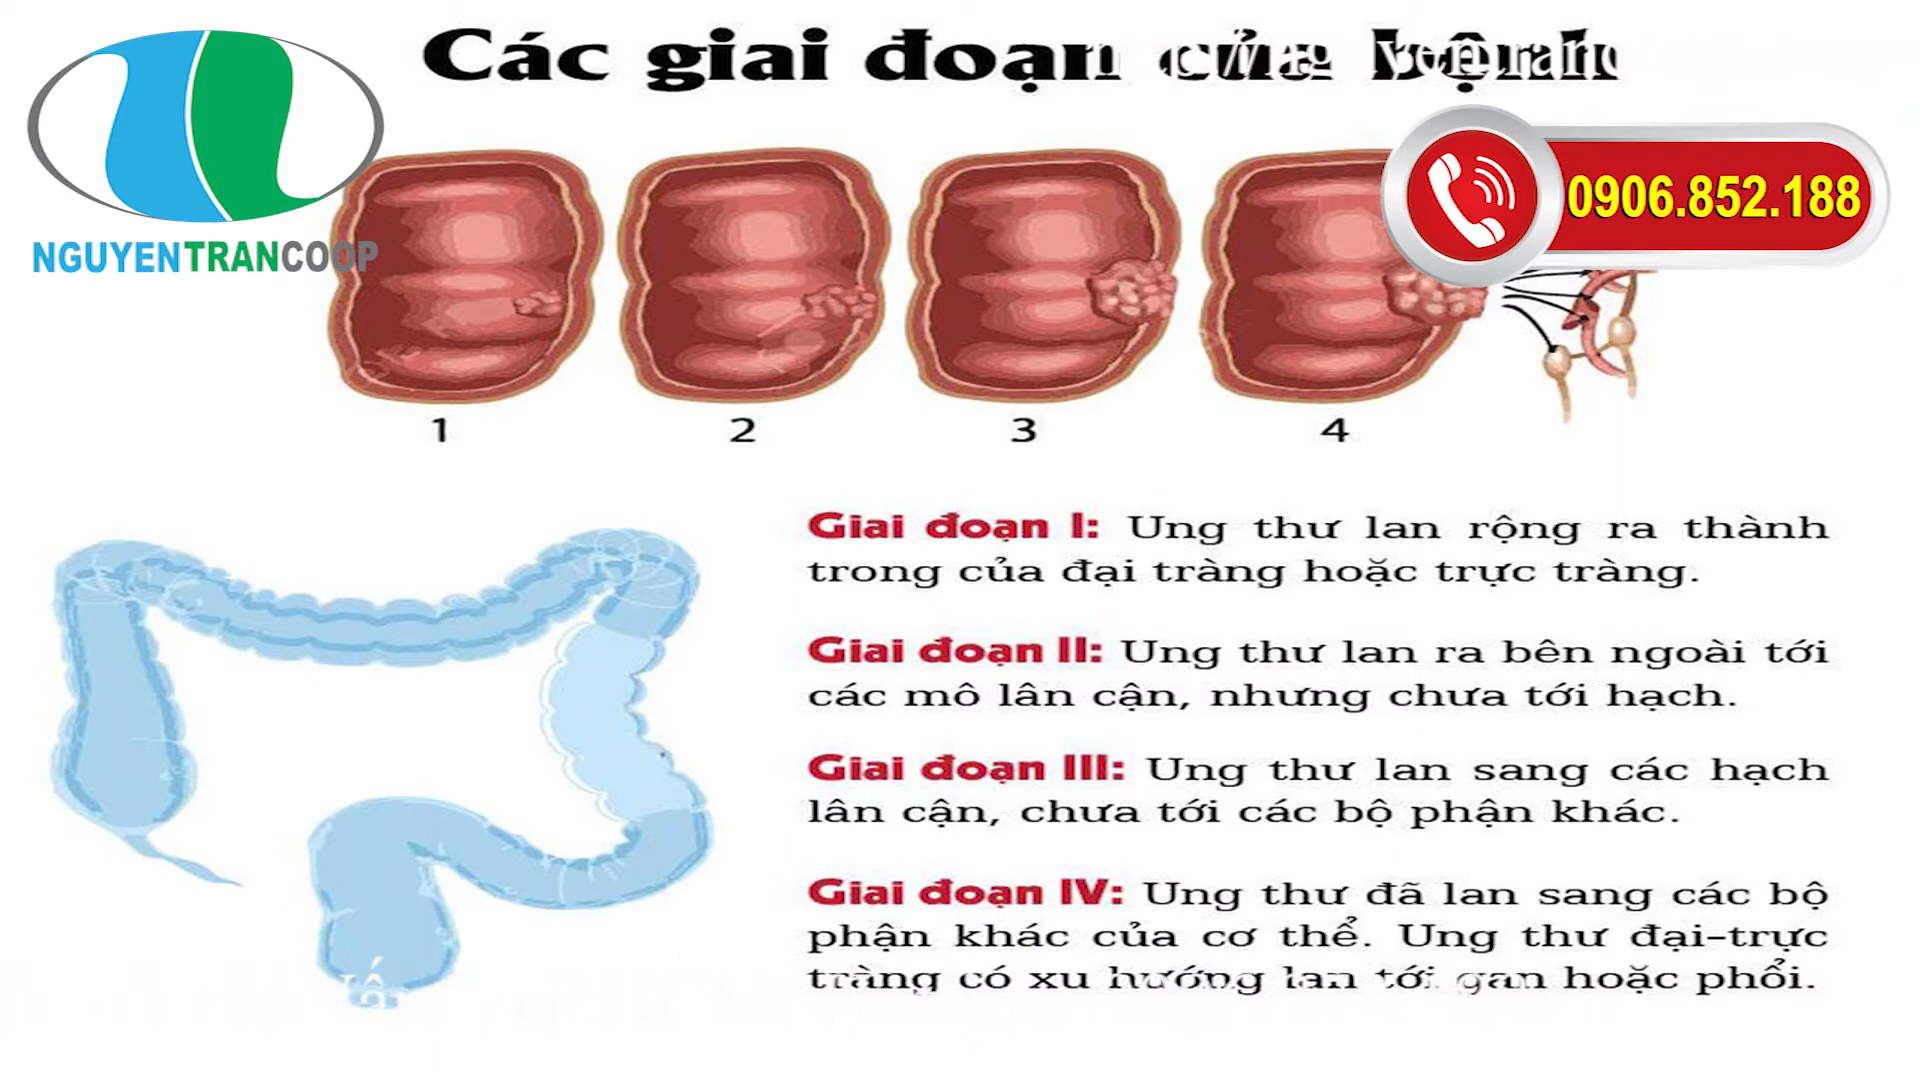 Các giai đoạn của bệnh
NGUYENTRANCOOP
0906.852.188
1 2 3 4
Giai đoạn I: Ung thư lan rộng ra thành
trong của đại tràng hoặc trực tràng.
Giai đoạn II: Ung thư lan ra bên ngoài tới
các mô lân cận, nhưng chưa tới hạch.
Giai đoạn III: Ung thư lan sang các hạch
lân cận, chưa tới các bộ phận khác.
Giai đoạn IV: Ung thư đã lan sang các bộ
phận khác của cơ thể. Ung thư đại-trực
tràng có xu hướng lan tới gan hoặc phổi.